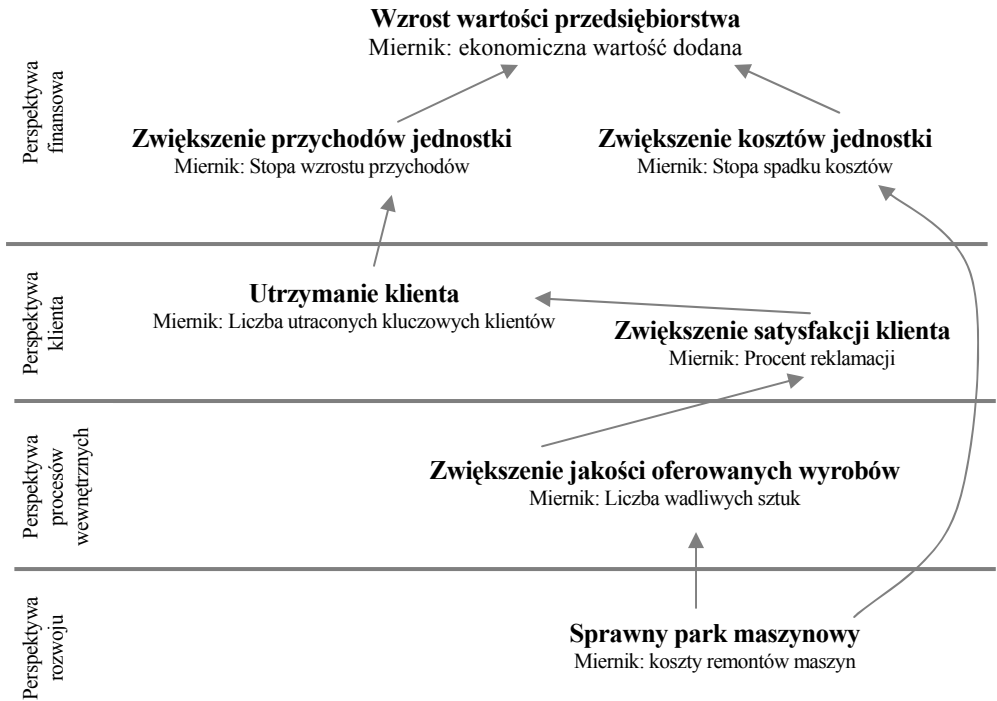 Wzrost wartości przedsiębiorstwa
Miernik: ekonomiczna wartość dodana
Perspektywa
finansowa
Zwiększenie przychodów jednostki
Miernik: Stopa wzrostu przychodów
Zwiększenie kosztów jednostki
Miernik: Stopa spadku kosztów
Perspektywa
klienta
Utrzymanie klienta
Miernik: Liczba utraconych kluczowych klientów
Zwiększenie satysfakcji klienta
Miernik: Procent reklamacji
Perspektywa
procesów
wewnętrznych
Zwiększenie jakości oferowanych wyrobów
Miernik: Liczba wadliwych sztuk
Perspektywa
rozwoju
Sprawny park maszynowy
Miernik: koszty remontów maszyn